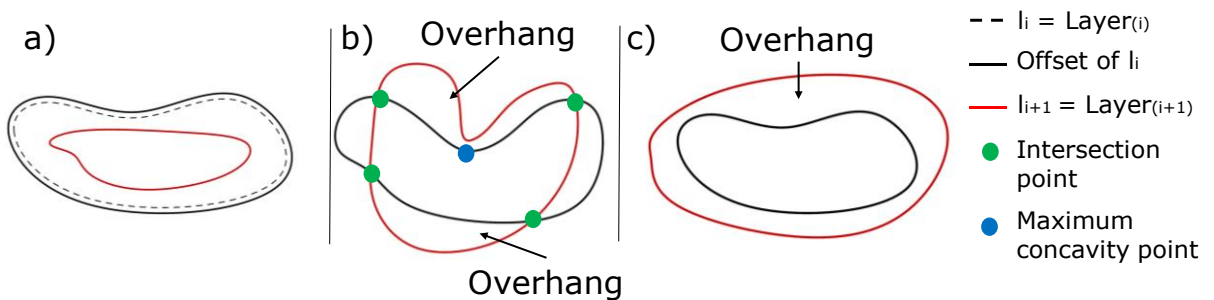 a)
b)
Overhang
Overhang
c)
Overhang
lᵢ = Layer₍ᵢ₎
Offset of lᵢ
lᵢ₊₁ = Layer₍ᵢ₊₁₎
Intersection
point
Maximum
concavity point